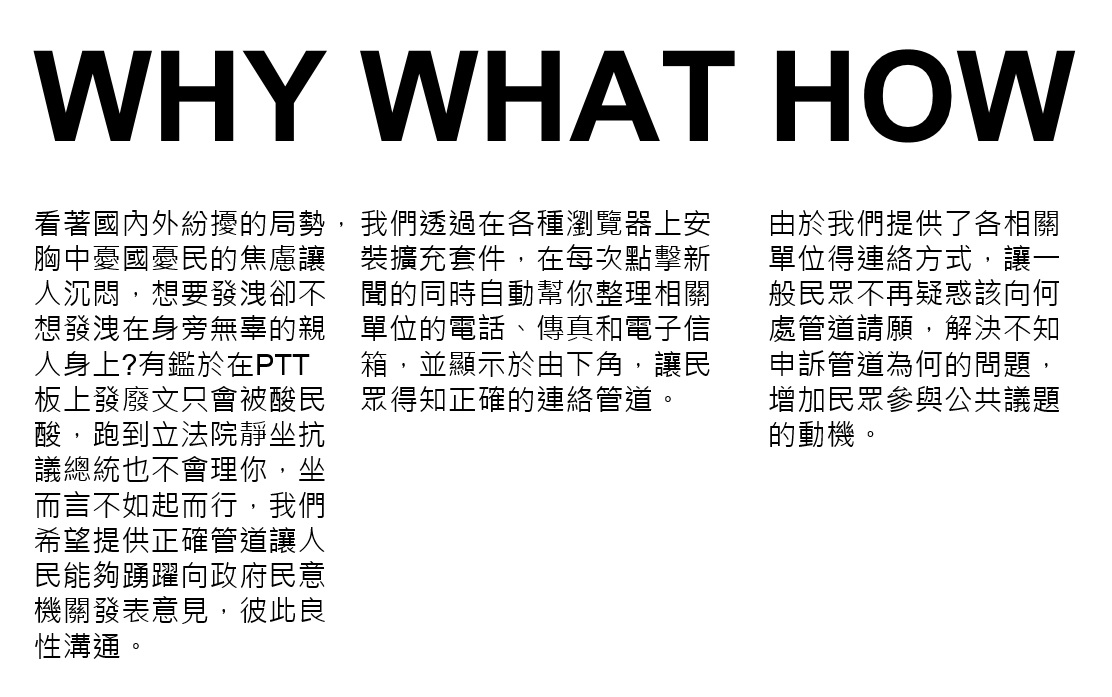 WHY WHAT HOW
看著國內外紛擾的局勢，
胸中憂國憂民的焦慮讓
人沉悶，想要發洩卻不
想發洩在身旁無辜的親
人身上?有鑑於在PTT
板上發廢文只會被酸民
酸，跑到立法院靜坐抗
議總統也不會理你，坐
而言不如起而行，我們
希望提供正確管道讓人
民能夠踴躍向政府民意
機關發表意見，彼此良
性溝通。
我們透過在各種瀏覽器上安
裝擴充套件，在每次點擊新
聞的同時自動幫你整理相關
單位的電話、傳真和電子信
箱，並顯示於由下角，讓民
眾得知正確的連絡管道。
由於我們提供了各相關
單位得連絡方式，讓一
般民眾不再疑惑該向何
處管道請願，解決不知
申訴管道為何的問題，
增加民眾參與公共議題
的動機。